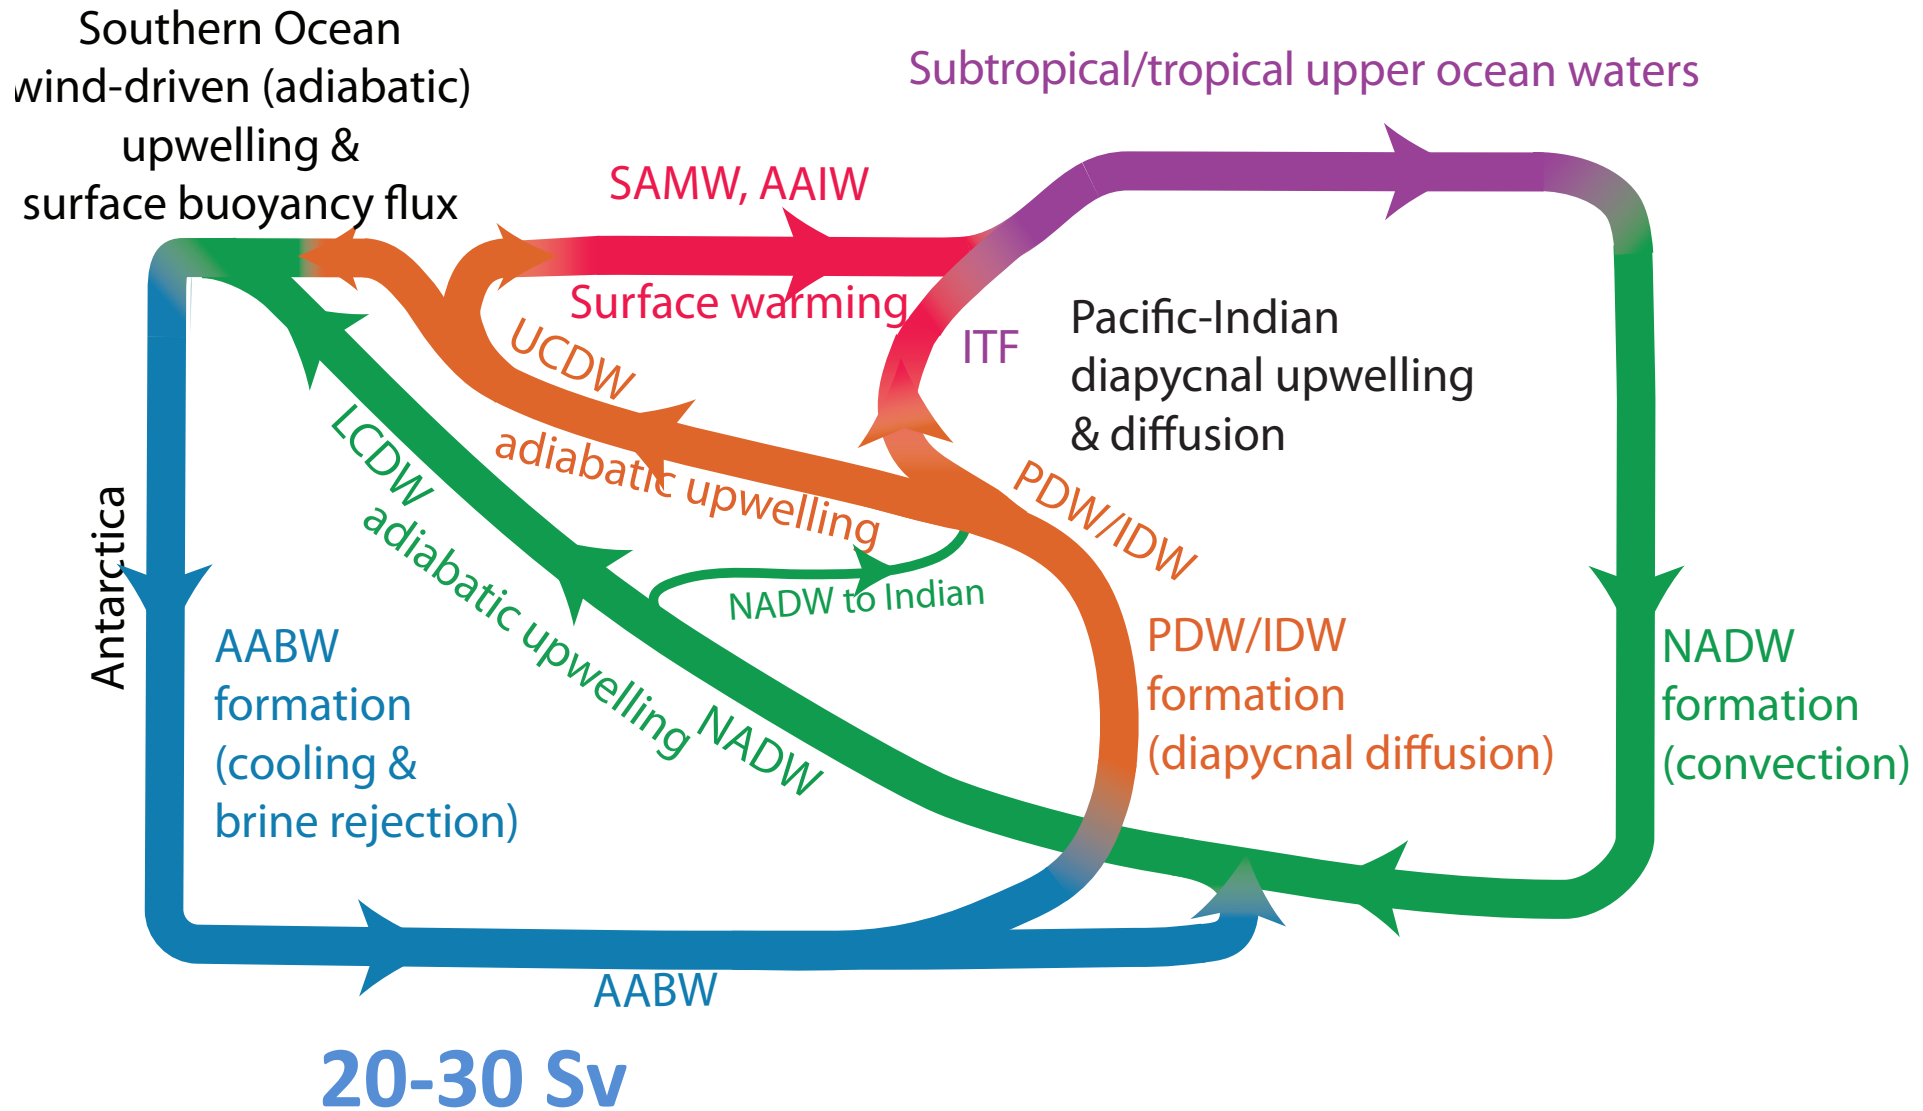 Southern Ocean
wind-driven (adiabatic)
upwelling &
surface buoyancy flux
Subtropical/tropical upper ocean waters
SAMW, AAIW
Surface warming
ITF
Pacific-Indian
diapycnal upwelling
& diffusion
UCDW
adiabatic upwelling
LCDW
adiabatic upwelling
PDW/IDW
NADW to Indian
NADW
Antarctica
AABW
formation
(cooling &
brine rejection)
PDW/IDW
formation
(diapycnal diffusion)
NADW
formation
(convection)
AABW
20-30 Sv